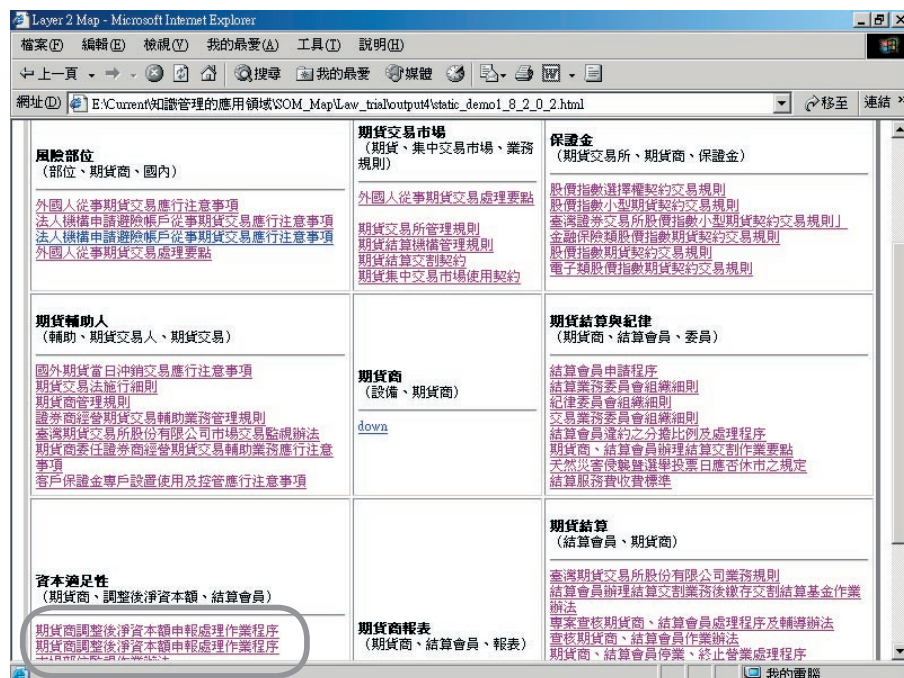 Layer 2 Map - Microsoft Internet Explorer
檔案(F) 編輯(E) 檢視(V) 我的最愛(A) 工具(T) 說明(H)
上一頁 搜尋 我的最愛 媒體
網址(D) E:\Current\知識管理的應用領域\SOM_Map\Law_trial\output4\static_demo1_8_2_0_2.html 移至 連結 »
風險部位
(部位、期貨商、國內)
外國人從事期貨交易應行注意事項
法人機構申請避險帳戶從事期貨交易應行注意事項
法人機構申請避險帳戶從事期貨交易應行注意事項
外國人從事期貨交易處理要點
期貨交易市場
(期貨、集中交易市場、業務
規則)
外國人從事期貨交易處理要點
期貨交易所管理規則
期貨結算機構管理規則
期貨結算交割契約
期貨集中交易市場使用契約
保證金
(期貨交易所、期貨商、保證金)
股價指數選擇權契約交易規則
股價指數小型期貨契約交易規則
臺灣證券交易所股價指數小型期貨契約交易規則」
金融保險類股價指數期貨契約交易規則
股價指數期貨契約交易規則
電子類股價指數期貨契約交易規則
期貨輔助人
(輔助、期貨交易人、期貨交易)
國外期貨當日沖銷交易應行注意事項
期貨交易法施行細則
期貨商管理規則
證券商經營期貨交易輔助業務管理規則
臺灣期貨交易所股份有限公司市場交易監視辦法
期貨商委任證券商經營期貨交易輔助業務應行注意
事項
客戶保證金專戶設置使用及控管應行注意事項
期貨商
(設備、期貨商)
down
期貨結算與紀律
(期貨商、結算會員、委員)
結算會員申請程序
結算業務委員會組織細則
紀律委員會組織細則
交易業務委員會組織細則
結算會員違約之分擔比例及處理程序
期貨商、結算會員辦理結算交割作業要點
天然災害侵襲暨選舉投票日應否休市之規定
結算服務費收費標準
資本適足性
(期貨商、調整後淨資本額、結算會員)
期貨商調整後淨資本額申報處理作業程序
期貨商調整後淨資本額申報處理作業程序
期貨商報表
(期貨商、結算會員、報表)
期貨結算
(結算會員、期貨商)
臺灣期貨交易所股份有限公司業務規則
結算會員辦理結算交割業務後繳存交割結算基金作業
辦法
專案查核期貨商、結算會員處理程序及輔導辦法
查核期貨商、結算會員作業辦法
期貨商、結算會員停業、終止營業處理程序
我的電腦